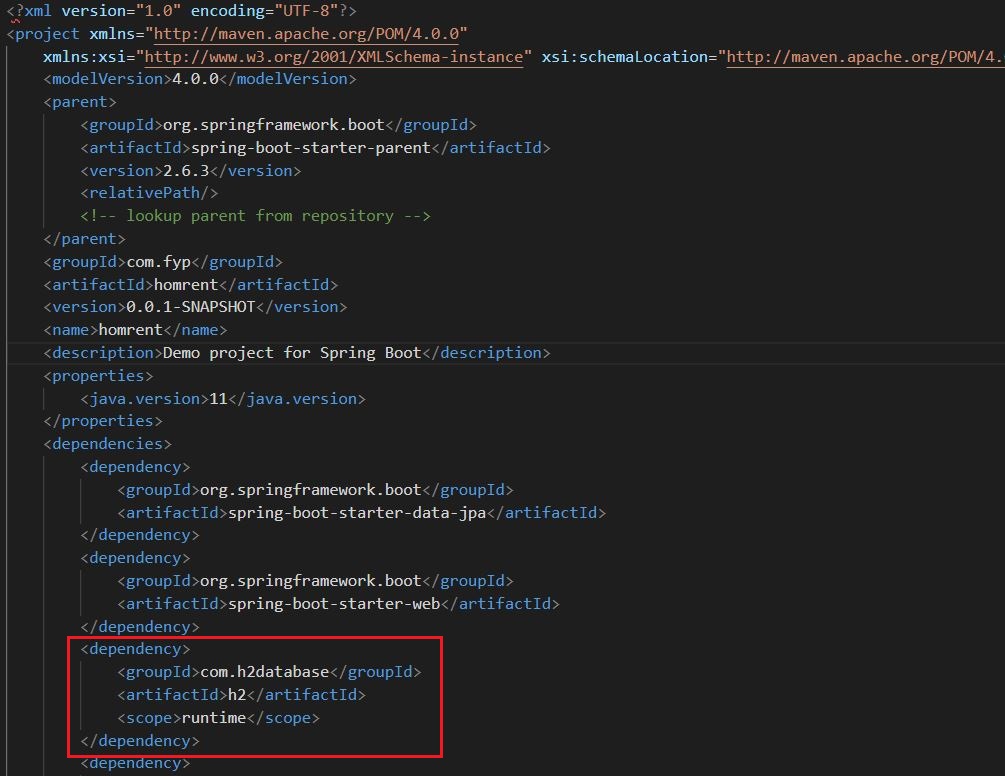 <?xml version="1.0" encoding="UTF-8"?>
<project xmlns="http://maven.apache.org/POM/4.0.0"
xmlns:xsi="http://www.w3.org/2001/XMLSchema-instance" xsi:schemaLocation="http://maven.apache.org/POM/4.
<modelVersion>4.0.0</modelVersion>
<parent>
<groupId>org.springframework.boot</groupId>
<artifactId>spring-boot-starter-parent</artifactId>
<version>2.6.3</version>
<relativePath/>
<!-- lookup parent from repository -->
</parent>
<groupId>com.fyp</groupId>
<artifactId>homrent</artifactId>
<version>0.0.1-SNAPSHOT</version>
<name>homrent</name>
<description>Demo project for Spring Boot</description>
<properties>
<java.version>11</java.version>
</properties>
<dependencies>
<dependency>
<groupId>org.springframework.boot</groupId>
<artifactId>spring-boot-starter-data-jpa</artifactId>
</dependency>
<dependency>
<groupId>org.springframework.boot</groupId>
<artifactId>spring-boot-starter-web</artifactId>
</dependency>
<dependency>
<groupId>com.h2database</groupId>
<artifactId>h2</artifactId>
<scope>runtime</scope>
</dependency>
<dependency>